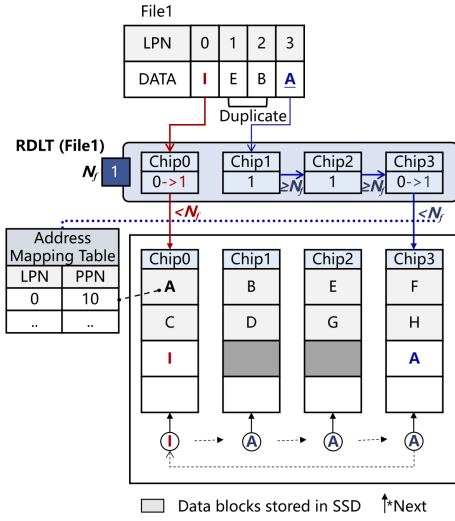 File1
LPN 0 1 2 3
DATA I E B A
Duplicate
RDLT (File1)
N_f 1
Chip0 Chip1 Chip2 Chip3
0->1 1 ≥N_f 1 ≥N_f 0->1
<N_f <N_f
Address
Mapping Table
LPN PPN
0 10
.. ..
Chip0 Chip1 Chip2 Chip3
A B E F
C D G H
I A
I A A A
Data blocks stored in SSD *Next